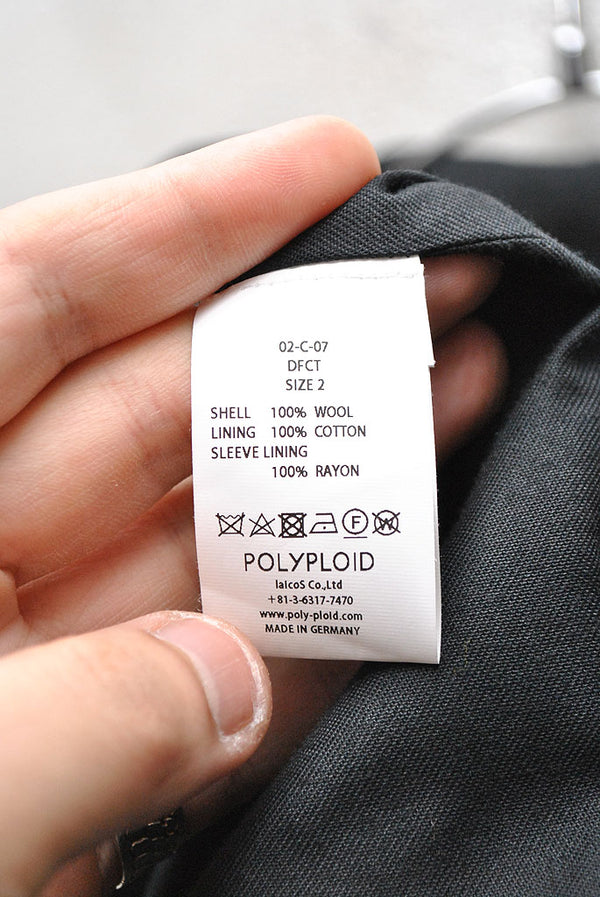 02-C-07
DFCT
SIZE 2
SHELL 100% WOOL
LINING 100% COTTON
SLEEVE LINING
100% RAYON
F W
POLYPLOID
IalcoS Co.,Ltd
+81-3-6317-7470
www.poly-ploid.com
MADE IN GERMANY